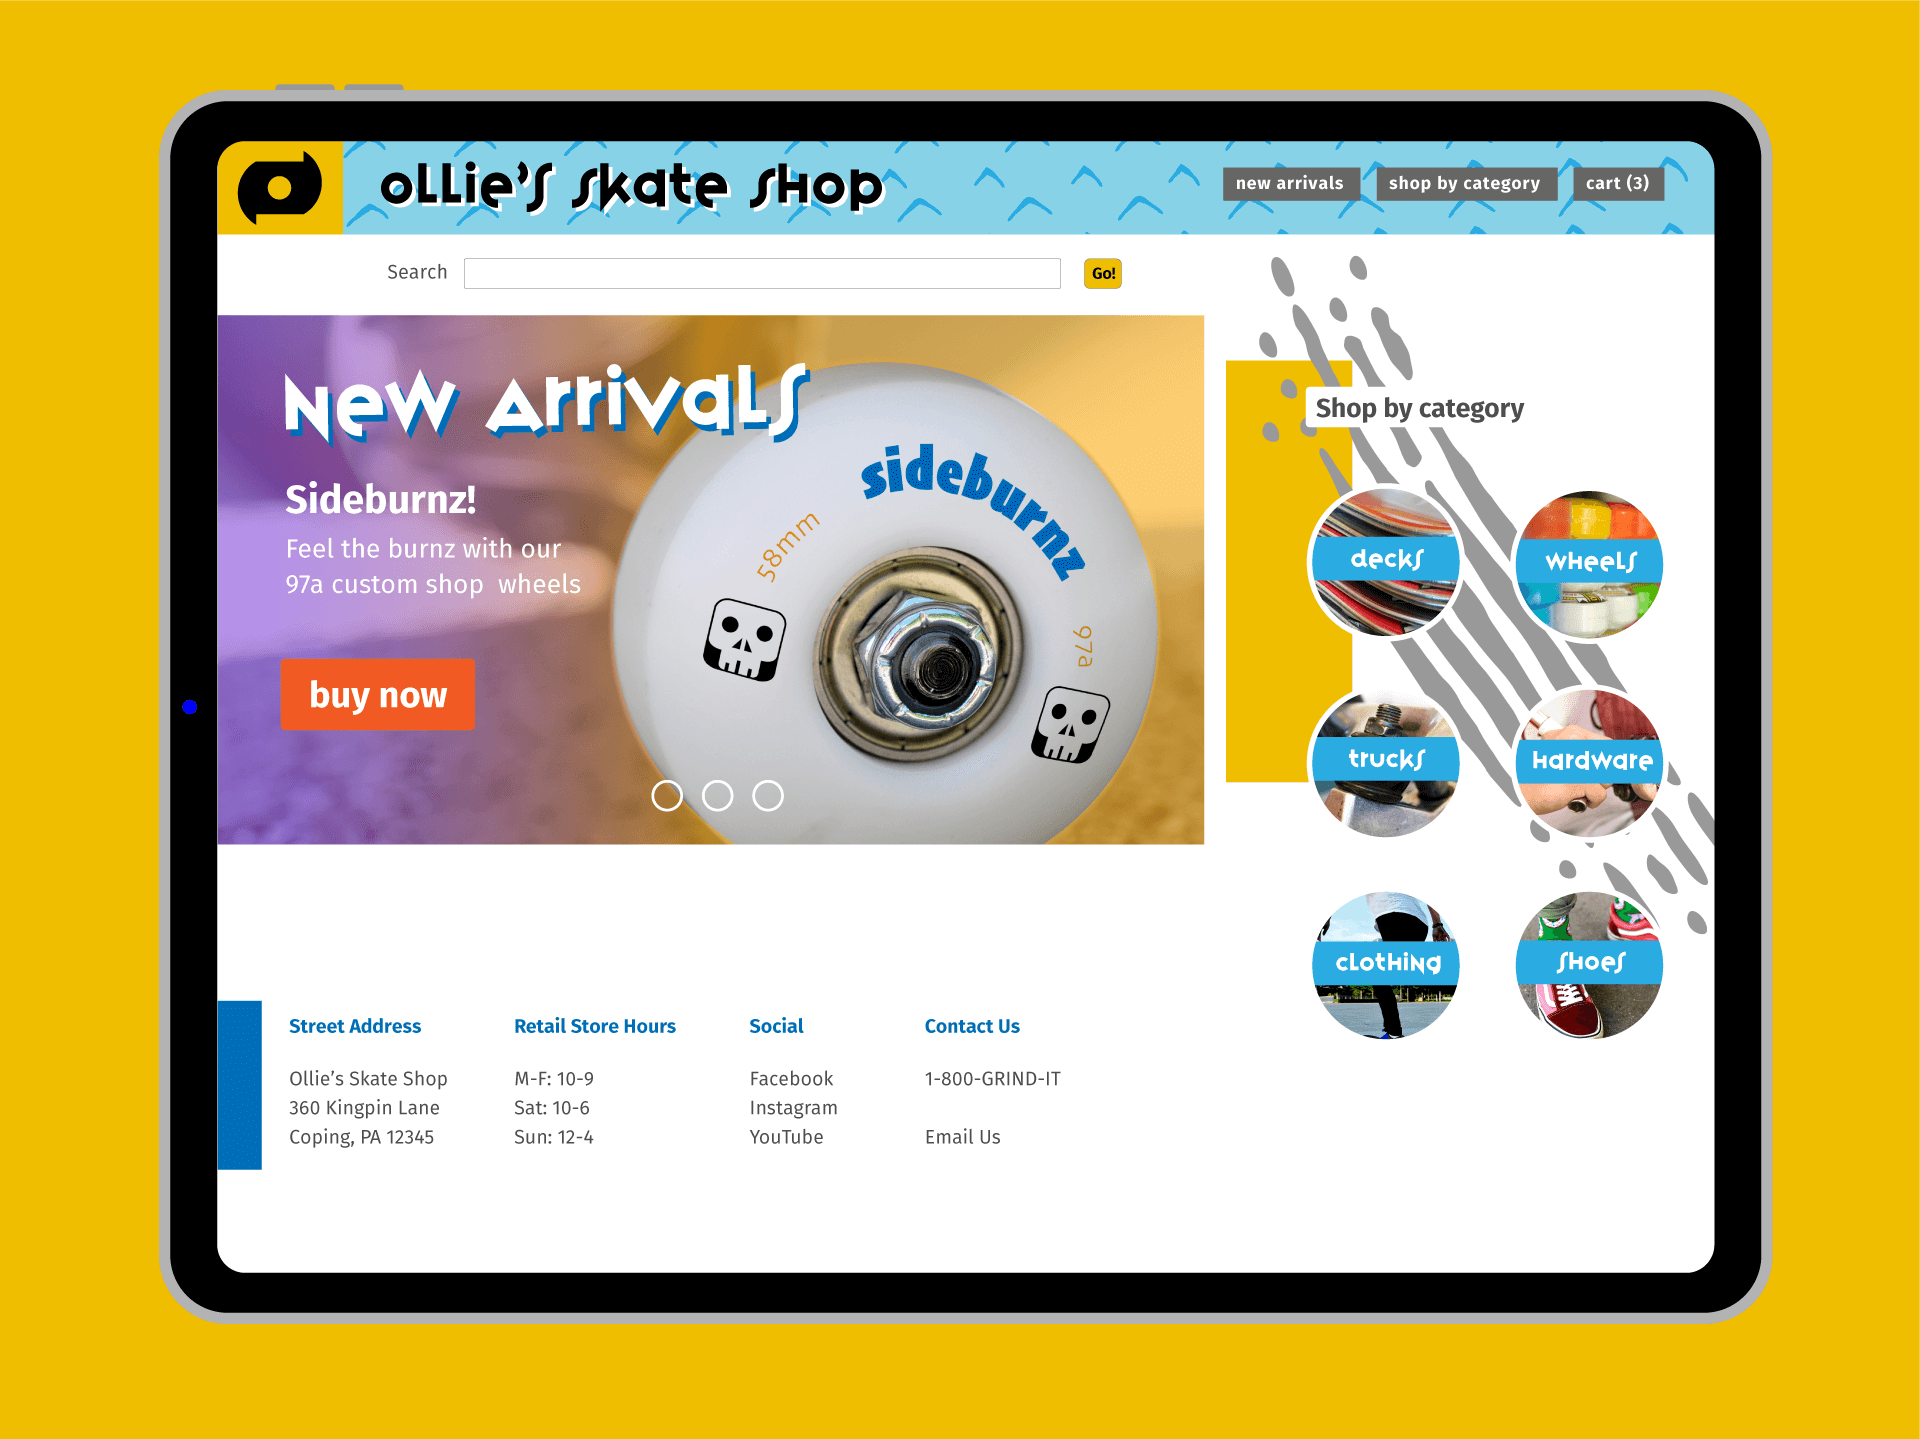 ollie's skate shop
new arrivals
shop by category
cart (3)
Search
Go!
New Arrivals
Sideburnz!
Feel the burnz with our
97a custom shop wheels
buy now
58mm
sideburnz
97a
Shop by category
decks
wheels
trucks
hardware
clothing
shoes
Street Address
Ollie’s Skate Shop
360 Kingpin Lane
Coping, PA 12345
Retail Store Hours
M-F: 10-9
Sat: 10-6
Sun: 12-4
Social
Facebook
Instagram
YouTube
Contact Us
1-800-GRIND-IT
Email Us